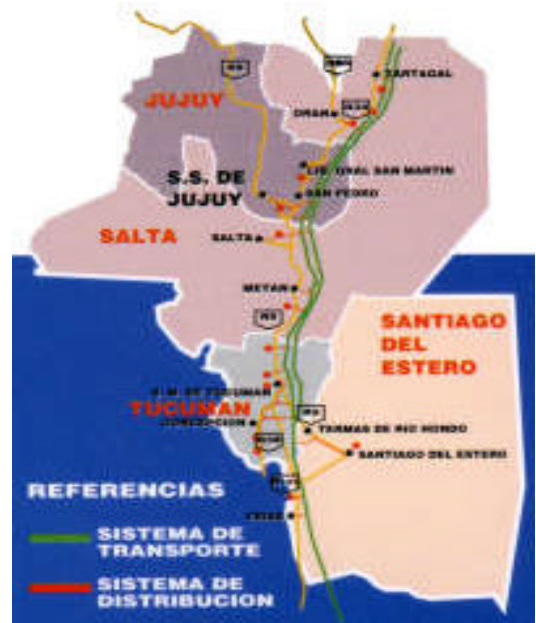 TARTAGAL
ORAN
JUJUY
LIB. GRAL SAN MARTIN
S.S. DE
JUJUY
SAN PEDRO
SALTA
SALTA
METAN
SANTIAGO
DEL
ESTERO
S. M. DE TUCUMAN
TUCUMAN
CONCEPCION
TERMAS DE RIO HONDO
SANTIAGO DEL ESTERO
REFERENCIAS
SISTEMA DE
TRANSPORTE
SISTEMA DE
DISTRIBUCION